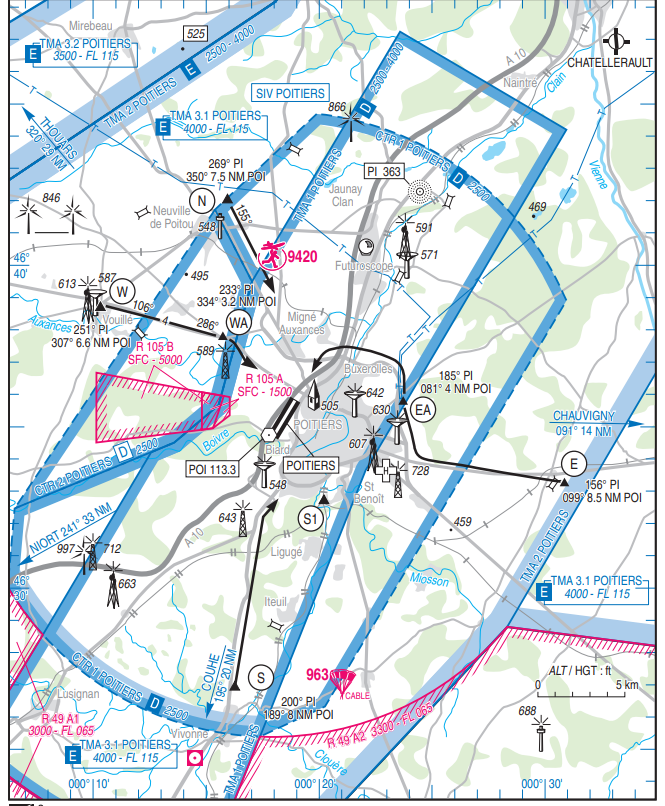 Mirebeau
525
E TMA 3.2 POITIERS
3500 - FL 115
TMA 2 POITIERS E 2500-4000
THOUARS
320° 29 NM
E TMA 3.1 POITIERS
4000 - FL 115
SIV POITIERS
866
D 2500-4000
TMA 1 POITIERS
CTR 1 POITIERS D 2500
A 10
Naintré
CHATELLERAULT
Clain
Vienne
269° PI
350° 7.5 NM POI
N
155°
548
846
Neuville
de Poitou
Jaunay
Clan
PI 363
469
591
571
9420
Futuroscope
46°
40'
495
613
587
W
Vouillé
Auxances
106°
4
286°
251° PI
307° 6.6 NM POI
233° PI
334° 3.2 NM POI
WA
589
Migné
Auxances
R 105 B
SFC - 5000
R 105 A
SFC - 1500
Buxerolles
185° PI
081° 4 NM POI
EA
505
642
630
607
728
POITIERS
Boivre
Biard
POI 113.3
POITIERS
548
CTR 2 POITIERS D 2500
CHAUVIGNY
091° 14 NM
E
156° PI
099° 8.5 NM POI
St
Benoît
S1
459
643
NIORT 241° 33 NM
A 10
997
712
663
Ligugé
Miosson
TMA 2 POITIERS
46°
30'
E TMA 3.1 POITIERS
4000 - FL 115
Iteuil
COUHE
195° 20 NM
S
200° PI
189° 8 NM POI
963
CABLE
CTR 1 POITIERS D 2500
Lusignan
R 49 A1
3000 - FL 065
R 49 A2 3300 - FL 065
ALT / HGT : ft
0 5 km
688
Vivonne
E TMA 3.1 POITIERS
4000 - FL 115
TMA 1 POITIERS
Clouère
000° 10'
000° 20'
000° 30'